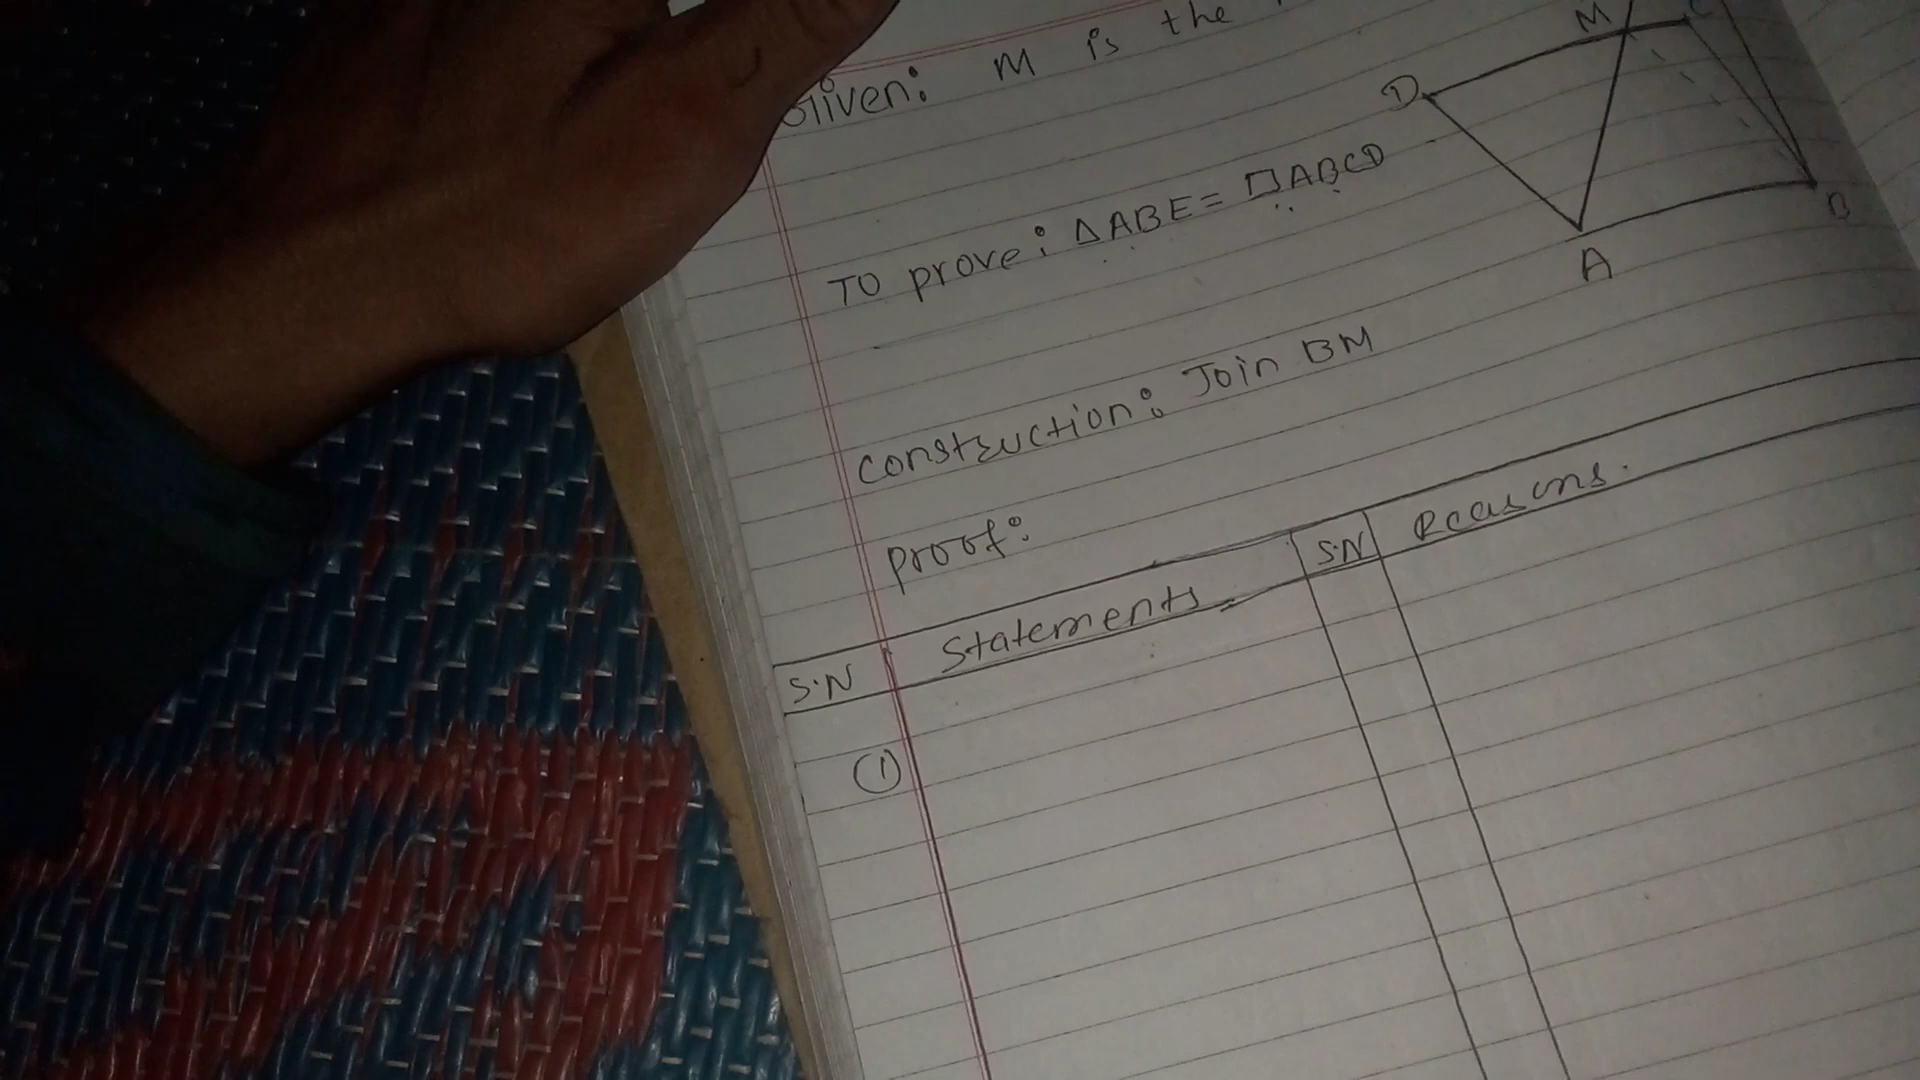 Given: M is the
M
D
To prove: ΔABE = □ABCD
B
A
construction: Join BM
proof:
S.N Statements S.N Reasons.
①